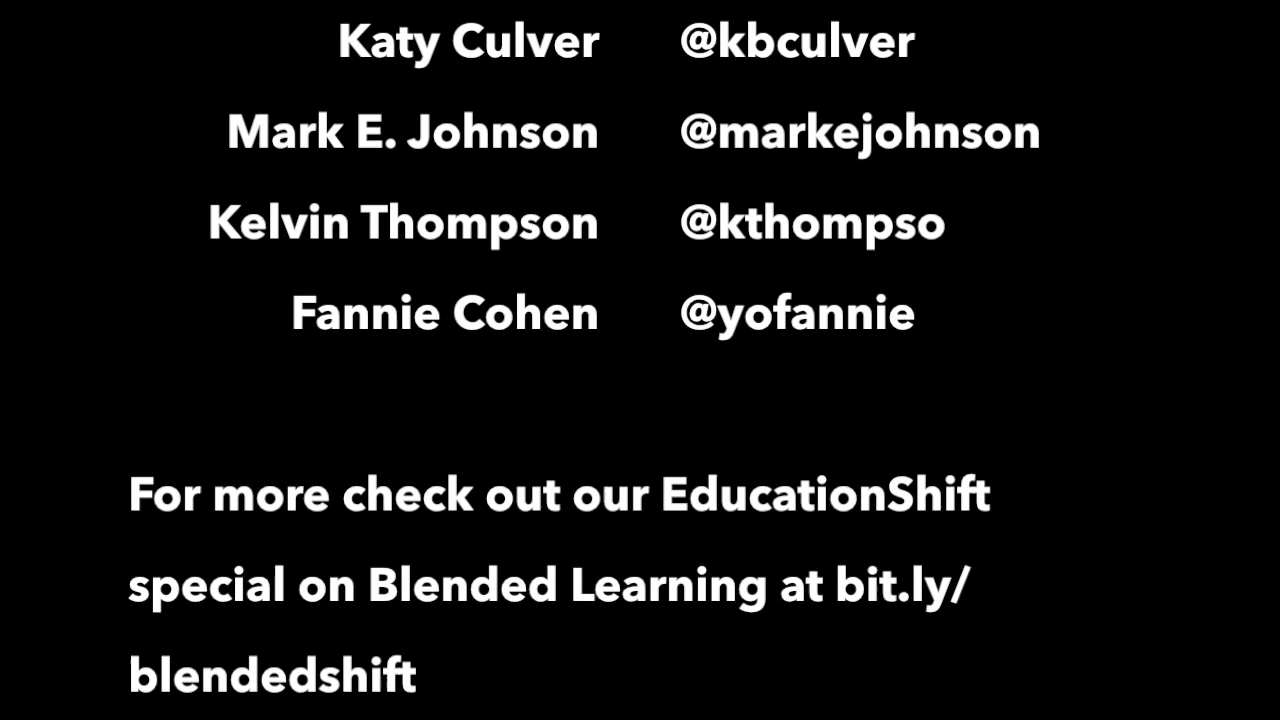 Katy Culver @kbculver
Mark E. Johnson @markejohnson
Kelvin Thompson @kthompso
Fannie Cohen @yofannie
For more check out our EducationShift
special on Blended Learning at bit.ly/
blendedshift